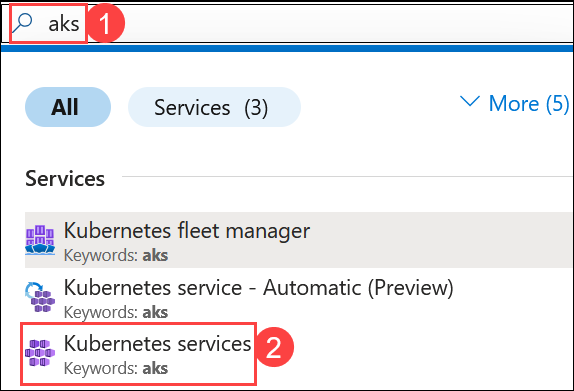 aks 1
All Services (3) More (5)
Services
Kubernetes fleet manager
Keywords: aks
Kubernetes service - Automatic (Preview)
Keywords: aks
Kubernetes services 2
Keywords: aks